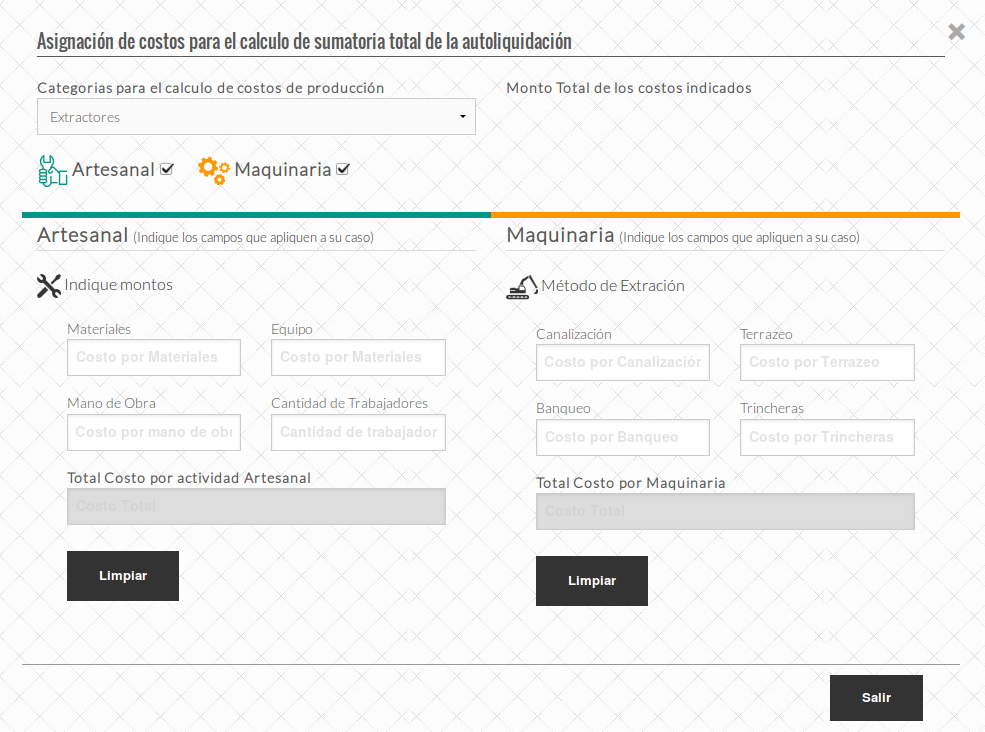 Asignación de costos para el calculo de sumatoria total de la autoliquidación
Categorias para el calculo de costos de producción
Monto Total de los costos indicados
Extractores
Artesanal
Maquinaria
Artesanal (Indique los campos que apliquen a su caso)
Maquinaria (Indique los campos que apliquen a su caso)
Indique montos
Método de Extración
Materiales
Equipo
Costo por Materiales
Costo por Materiales
Mano de Obra
Cantidad de Trabajadores
Costo por mano de obr
Cantidad de trabajador
Total Costo por actividad Artesanal
Costo Total
Limpiar
Canalización
Terrazeo
Costo por Canalización
Costo por Terrazeo
Banqueo
Trincheras
Costo por Banqueo
Costo por Trincheras
Total Costo por Maquinaria
Costo Total
Limpiar
Salir